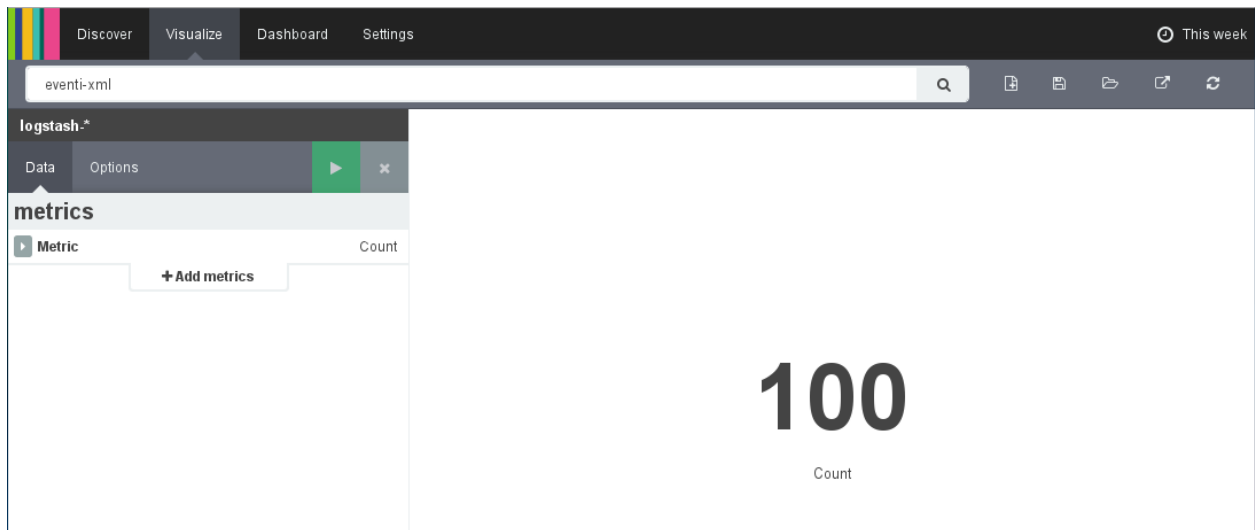 Discover Visualize Dashboard Settings This week
eventi-xml
logstash-*
Data Options
metrics
Metric Count
+Add metrics
100
Count